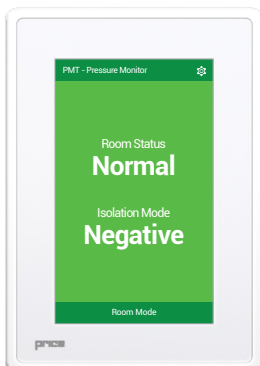 PMT - Pressure Monitor
Room Status
Normal
Isolation Mode
Negative
Room Mode
price